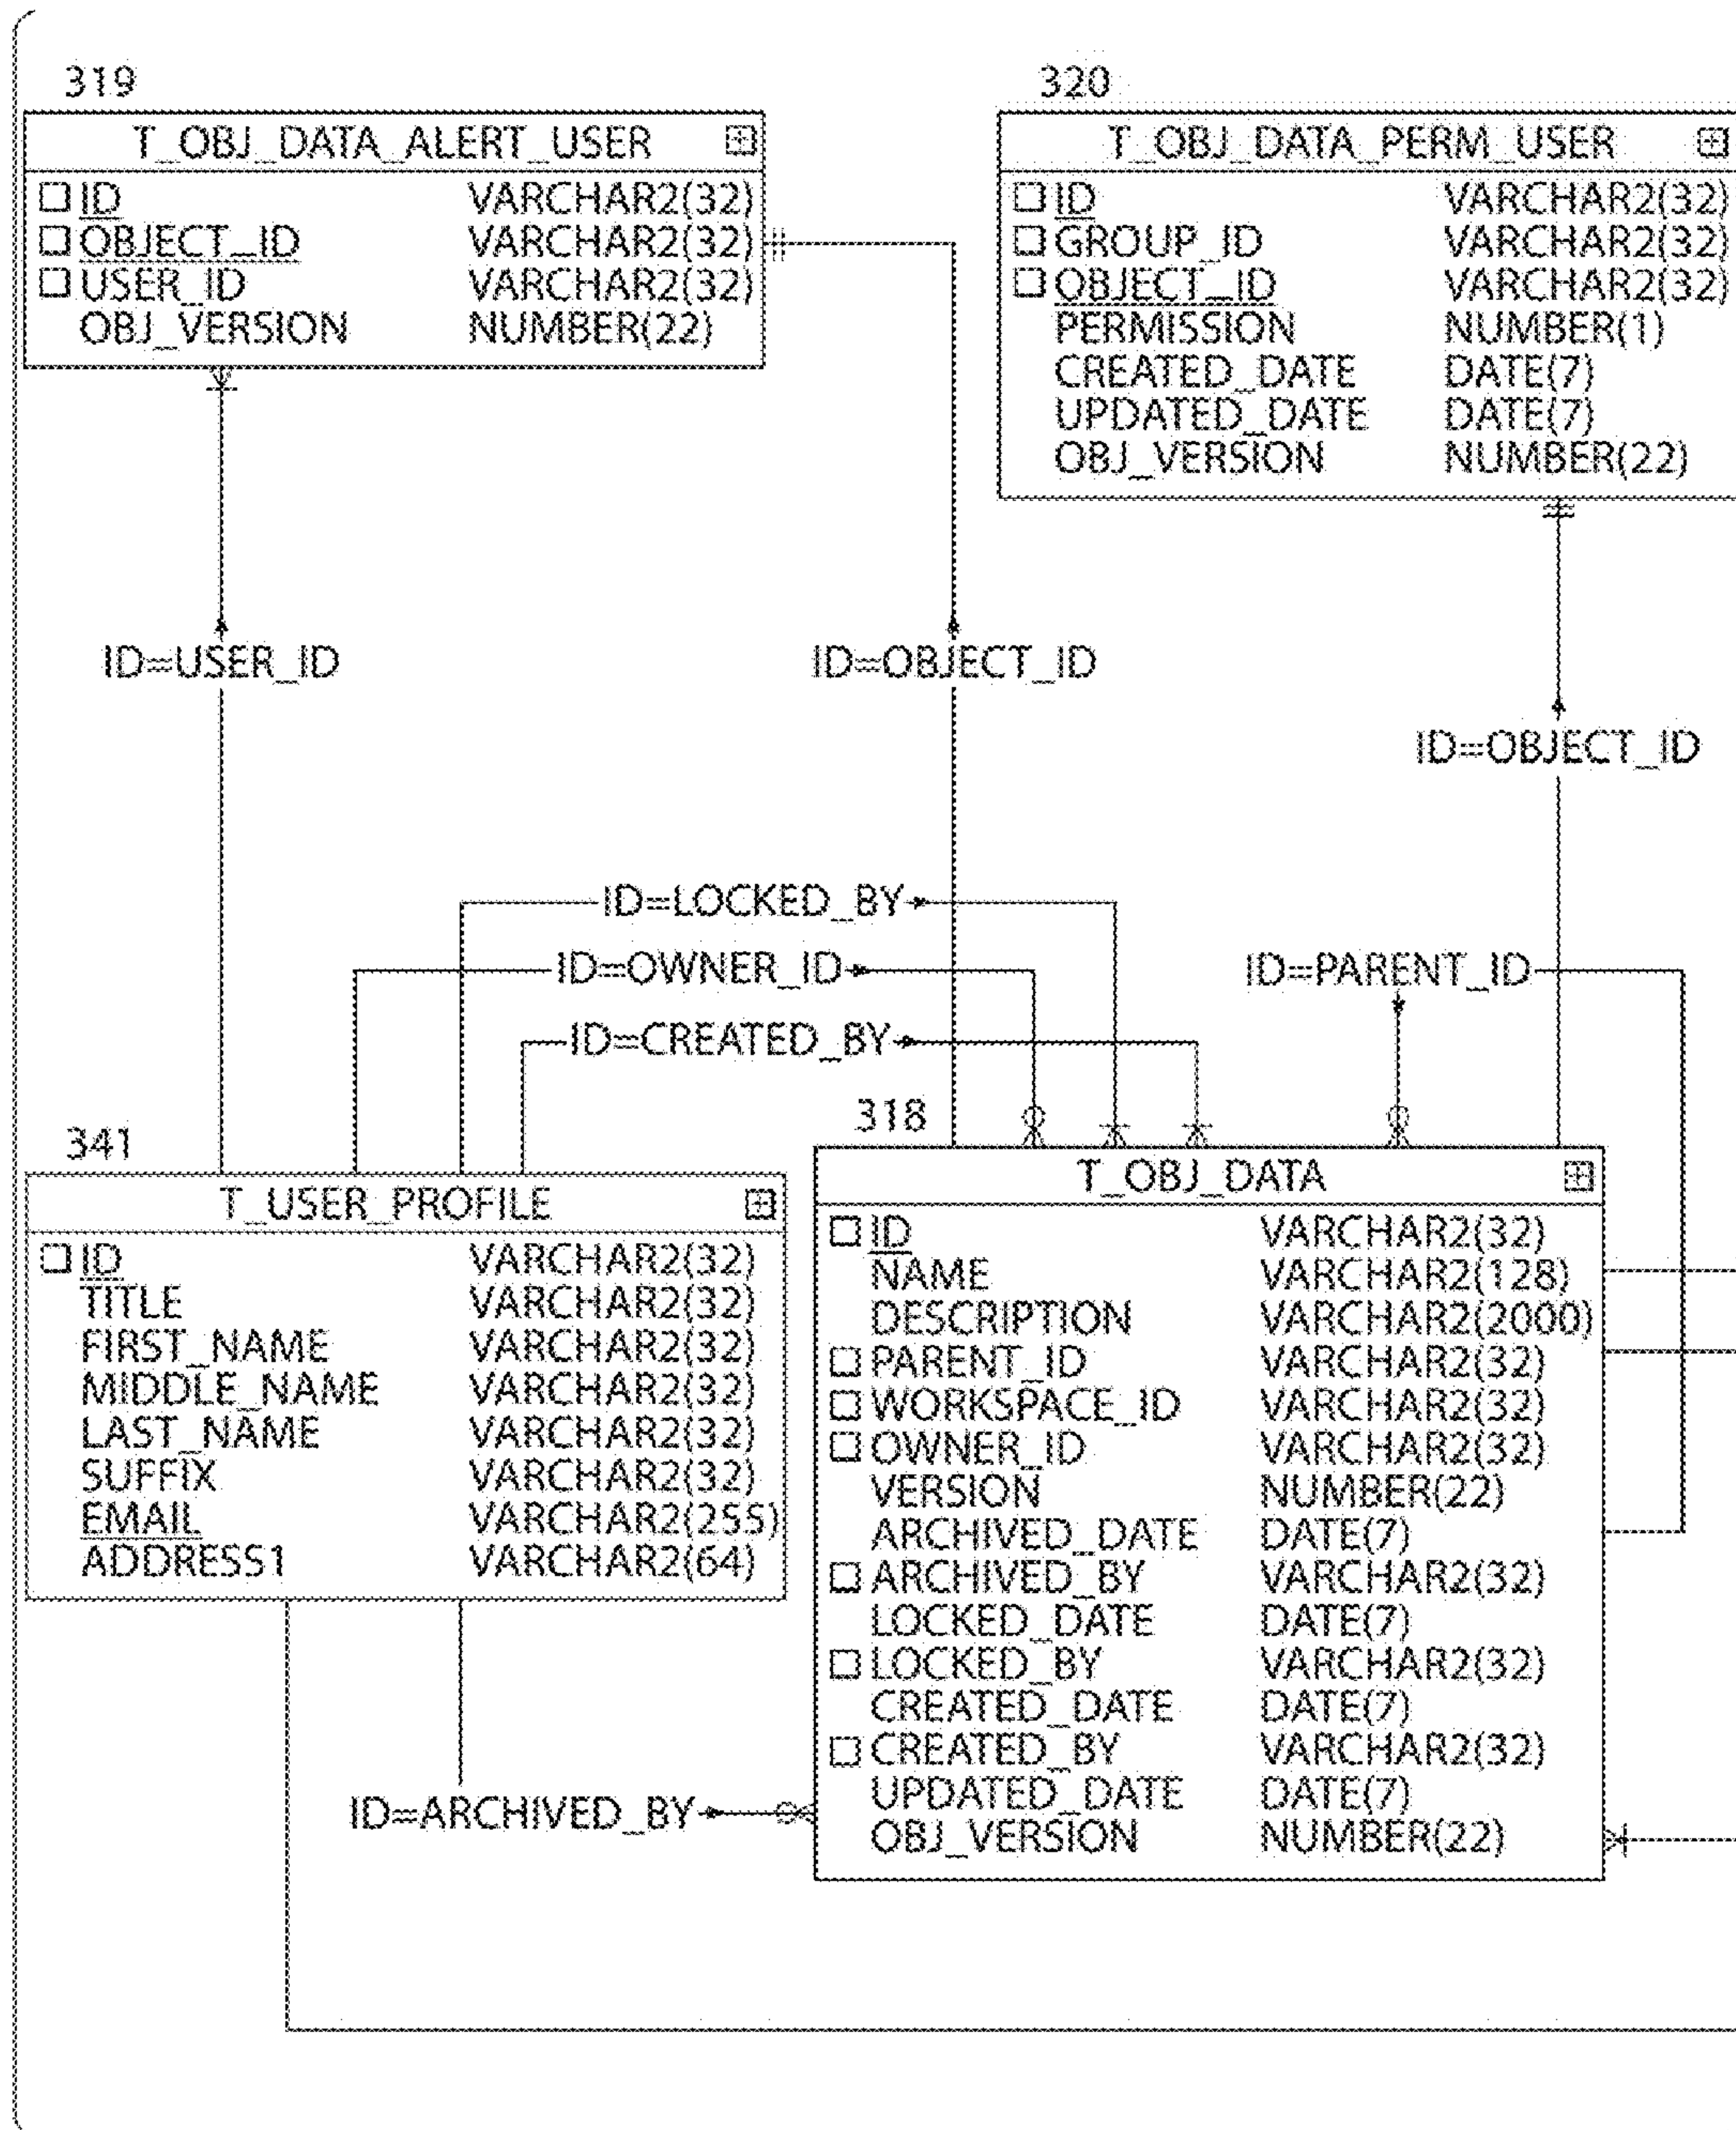 319
T_OBJ_DATA_ALERT_USER
ID VARCHAR2(32)
OBJECT_ID VARCHAR2(32)
USER_ID VARCHAR2(32)
OBJ_VERSION NUMBER(22)
320
T_OBJ_DATA_PERM_USER
ID VARCHAR2(32)
GROUP_ID VARCHAR2(32)
OBJECT_ID VARCHAR2(32)
PERMISSION NUMBER(1)
CREATED_DATE DATE(7)
UPDATED_DATE DATE(7)
OBJ_VERSION NUMBER(22)
ID=USER_ID
ID=OBJECT_ID
ID=OBJECT_ID
ID=LOCKED_BY
ID=OWNER_ID
ID=PARENT_ID
ID=CREATED_BY
341
T_USER_PROFILE
ID VARCHAR2(32)
TITLE VARCHAR2(32)
FIRST_NAME VARCHAR2(32)
MIDDLE_NAME VARCHAR2(32)
LAST_NAME VARCHAR2(32)
SUFFIX VARCHAR2(32)
EMAIL VARCHAR2(255)
ADDRESS1 VARCHAR2(64)
318
T_OBJ_DATA
ID VARCHAR2(32)
NAME VARCHAR2(128)
DESCRIPTION VARCHAR2(2000)
PARENT_ID VARCHAR2(32)
WORKSPACE_ID VARCHAR2(32)
OWNER_ID VARCHAR2(32)
VERSION NUMBER(22)
ARCHIVED_DATE DATE(7)
ARCHIVED_BY VARCHAR2(32)
LOCKED_DATE DATE(7)
LOCKED_BY VARCHAR2(32)
CREATED_DATE DATE(7)
CREATED_BY VARCHAR2(32)
UPDATED_DATE DATE(7)
OBJ_VERSION NUMBER(22)
ID=ARCHIVED_BY